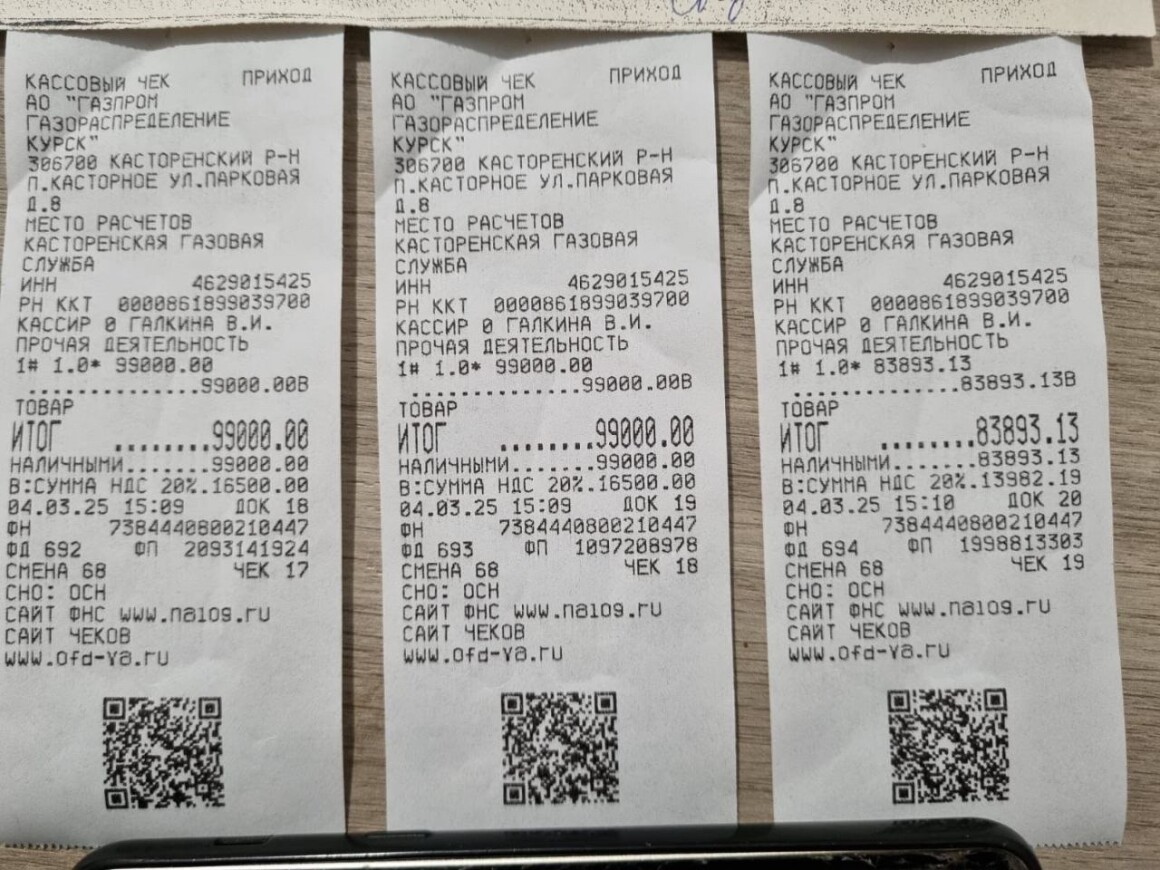 КАССОВЫЙ ЧЕК ПРИХОД
АО "ГАЗПРОМ
ГАЗОРАСПРЕДЕЛЕНИЕ
КУРСК"
306700 КАСТОРЕНСКИЙ Р-Н
П.КАСТОРНОЕ УЛ.ПАРКОВАЯ
Д.8
МЕСТО РАСЧЕТОВ
КАСТОРЕНСКАЯ ГАЗОВАЯ
СЛУЖБА
ИНН 4629015425
РН ККТ 0000861899039700
КАССИР 0 ГАЛКИНА В.И.
ПРОЧАЯ ДЕЯТЕЛЬНОСТЬ
1# 1.0* 99000.00
..............99000.00В
ТОВАР
ИТОГ ........99000.00
НАЛИЧНЫМИ.......99000.00
В:СУММА НДС 20%.16500.00
04.03.25 15:09 ДОК 18
ФН 7384440800210447
ФД 692 ФП 2093141924
СМЕНА 68 ЧЕК 17
СНО: ОСН
САЙТ ФНС www.nalog.ru
САЙТ ЧЕКОВ
www.ofd-ya.ru
КАССОВЫЙ ЧЕК ПРИХОД
АО "ГАЗПРОМ
ГАЗОРАСПРЕДЕЛЕНИЕ
КУРСК"
306700 КАСТОРЕНСКИЙ Р-Н
П.КАСТОРНОЕ УЛ.ПАРКОВАЯ
Д.8
МЕСТО РАСЧЕТОВ
КАСТОРЕНСКАЯ ГАЗОВАЯ
СЛУЖБА
ИНН 4629015425
РН ККТ 0000861899039700
КАССИР 0 ГАЛКИНА В.И.
ПРОЧАЯ ДЕЯТЕЛЬНОСТЬ
1# 1.0* 99000.00
..............99000.00В
ТОВАР
ИТОГ ........99000.00
НАЛИЧНЫМИ.......99000.00
В:СУММА НДС 20%.16500.00
04.03.25 15:09 ДОК 19
ФН 7384440800210447
ФД 693 ФП 1097208978
СМЕНА 68 ЧЕК 18
СНО: ОСН
САЙТ ФНС www.nalog.ru
САЙТ ЧЕКОВ
www.ofd-ya.ru
КАССОВЫЙ ЧЕК ПРИХОД
АО "ГАЗПРОМ
ГАЗОРАСПРЕДЕЛЕНИЕ
КУРСК"
306700 КАСТОРЕНСКИЙ Р-Н
П.КАСТОРНОЕ УЛ.ПАРКОВАЯ
Д.8
МЕСТО РАСЧЕТОВ
КАСТОРЕНСКАЯ ГАЗОВАЯ
СЛУЖБА
ИНН 4629015425
РН ККТ 0000861899039700
КАССИР 0 ГАЛКИНА В.И.
ПРОЧАЯ ДЕЯТЕЛЬНОСТЬ
1# 1.0* 83893.13
..............83893.13В
ТОВАР
ИТОГ ........83893.13
НАЛИЧНЫМИ.......83893.13
В:СУММА НДС 20%.13982.19
04.03.25 15:10 ДОК 20
ФН 7384440800210447
ФД 694 ФП 1998813303
СМЕНА 68 ЧЕК 19
СНО: ОСН
САЙТ ФНС www.nalog.ru
САЙТ ЧЕКОВ
www.ofd-ya.ru